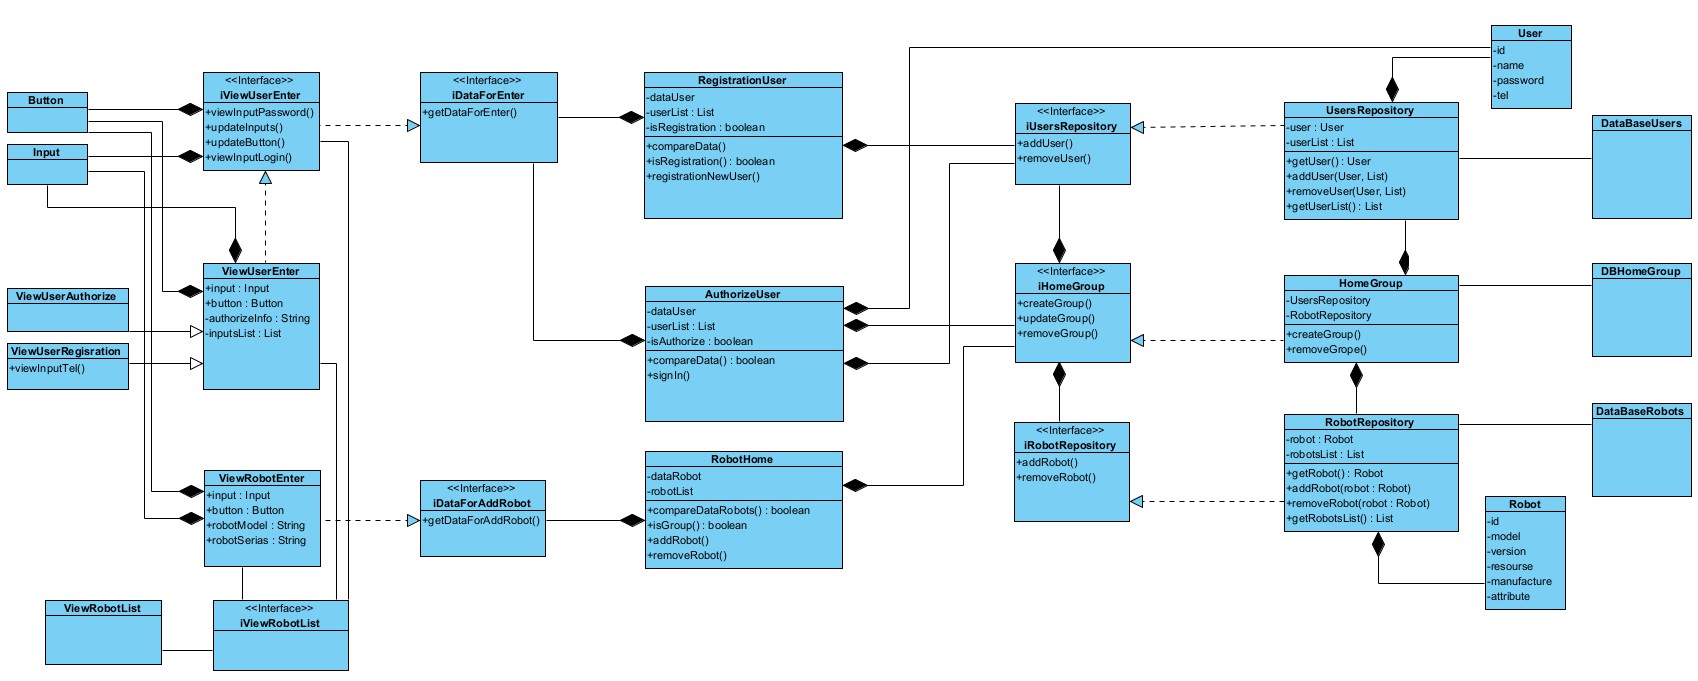 Button
Input
<<Interface>>
iViewUserEnter
+viewInputPassword()
+updateInputs()
+updateButton()
+viewInputLogin()
ViewUserEnter
+input : Input
+button : Button
-authorizeInfo : String
-inputsList : List
ViewUserAuthorize
ViewUserRegisration
+viewInputTel()
ViewRobotEnter
+input : Input
+button : Button
+robotModel : String
+robotSerias : String
ViewRobotList
<<Interface>>
iViewRobotList
<<Interface>>
iDataForEnter
+getDataForEnter()
<<Interface>>
iDataForAddRobot
+getDataForAddRobot()
RegistrationUser
-dataUser
-userList : List
-isRegistration : boolean
+compareData()
+isRegistration() : boolean
+registrationNewUser()
AuthorizeUser
-dataUser
-userList : List
-isAuthorize : boolean
+compareData() : boolean
+signIn()
RobotHome
-dataRobot
-robotList
+compareDataRobots() : boolean
+isGroup() : boolean
+addRobot()
+removeRobot()
<<Interface>>
iUsersRepository
+addUser()
+removeUser()
<<Interface>>
iHomeGroup
+createGroup()
+updateGroup()
+removeGroup()
<<Interface>>
iRobotRepository
+addRobot()
+removeRobot()
User
-id
-name
-password
-tel
UsersRepository
-user : User
-userList : List
+getUser() : User
+addUser(User, List)
+removeUser(User, List)
+getUserList() : List
HomeGroup
-UsersRepository
-RobotRepository
+createGroup()
+removeGrope()
RobotRepository
-robot : Robot
-robotsList : List
+getRobot() : Robot
+addRobot(robot : Robot)
+removeRobot(robot : Robot)
+getRobotsList() : List
DataBaseUsers
DBHomeGroup
DataBaseRobots
Robot
-id
-model
-version
-resourse
-manufacture
-attribute